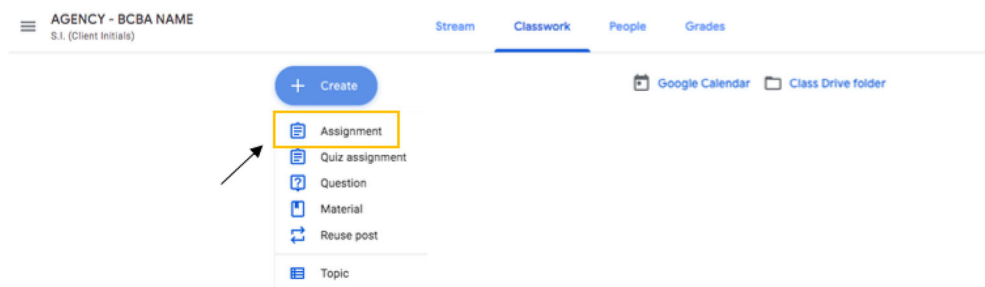 AGENCY - BCBA NAME
S.I. (Client Initials)
Stream Classwork People Grades
+ Create
Google Calendar Class Drive folder
Assignment
Quiz assignment
Question
Material
Reuse post
Topic